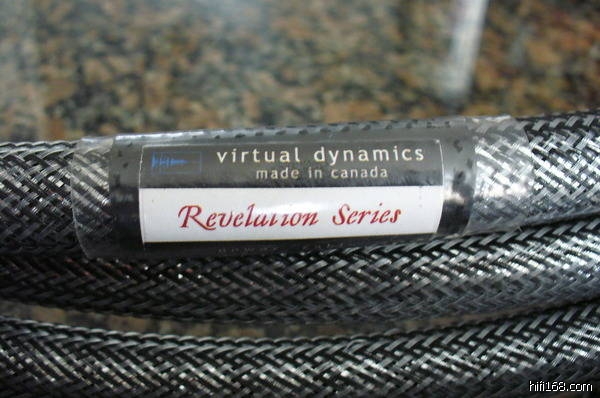 virtual dynamics
made in canada
Revelation Series
hifi168.com